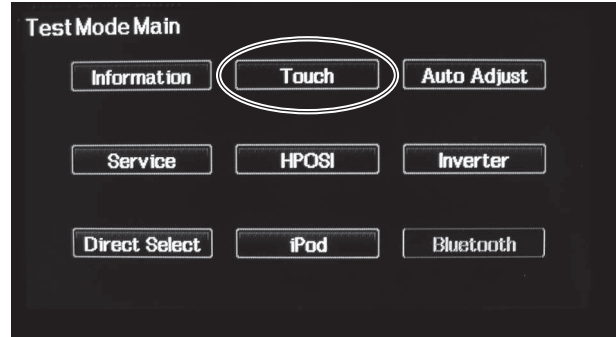 Test Mode Main
Information Touch Auto Adjust
Service HPOSI Inverter
Direct Select iPod Bluetooth